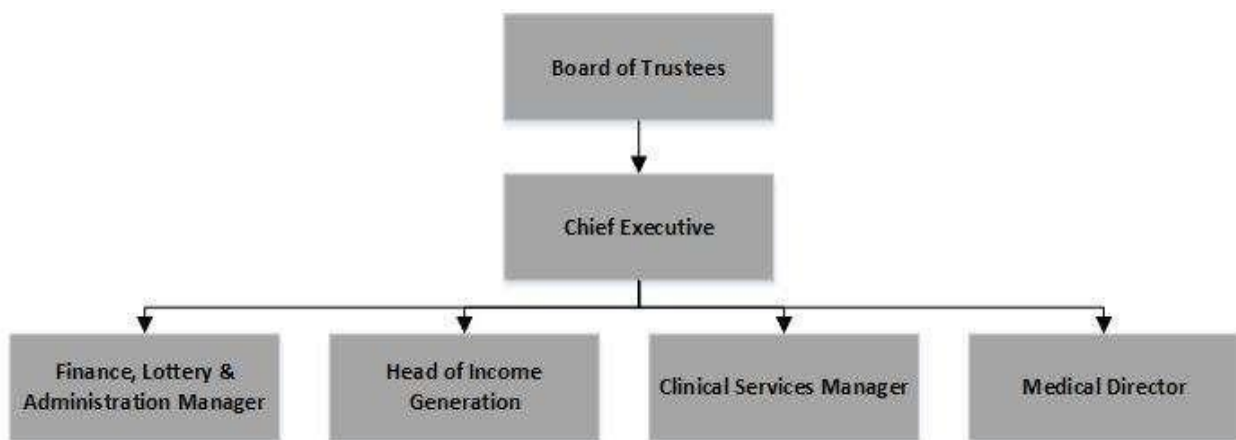 Board of Trustees
Chief Executive
Finance, Lottery &
Administration Manager
Head of Income
Generation
Clinical Services Manager
Medical Director